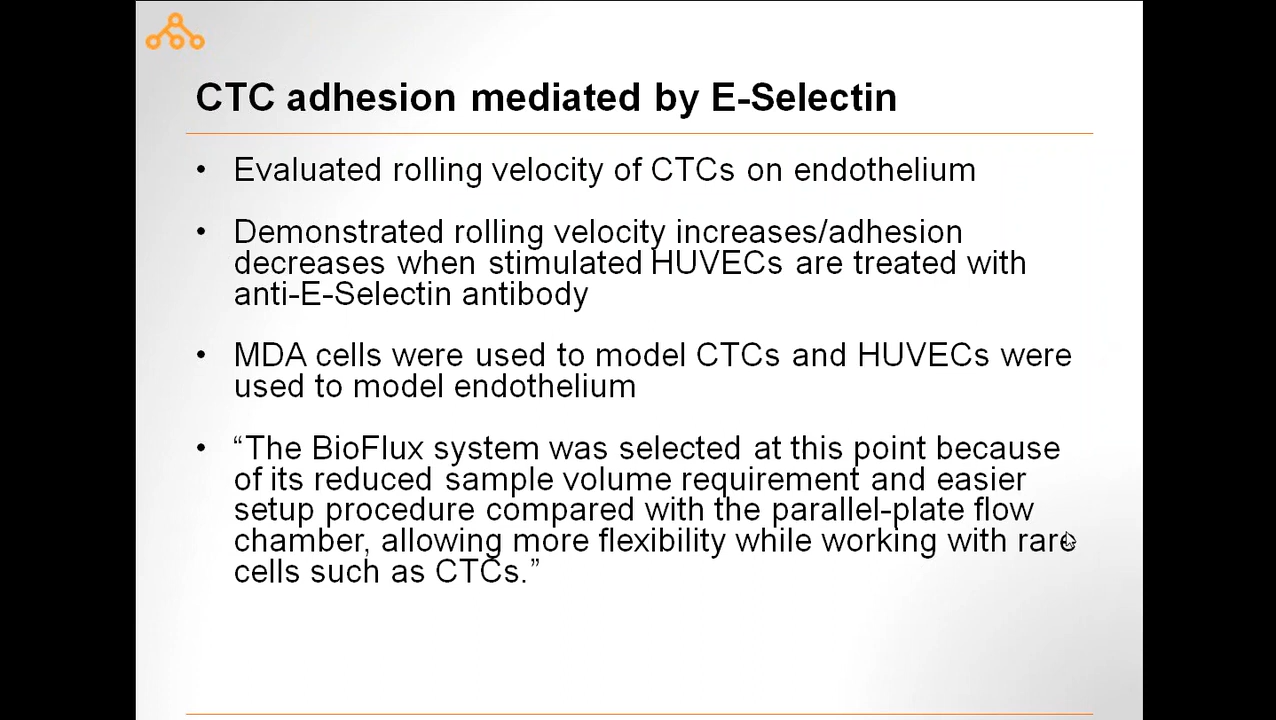 CTC adhesion mediated by E-Selectin
• Evaluated rolling velocity of CTCs on endothelium
• Demonstrated rolling velocity increases/adhesion
decreases when stimulated HUVECs are treated with
anti-E-Selectin antibody
• MDA cells were used to model CTCs and HUVECs were
used to model endothelium
• “The BioFlux system was selected at this point because
of its reduced sample volume requirement and easier
setup procedure compared with the parallel-plate flow
chamber, allowing more flexibility while working with rare
cells such as CTCs.”